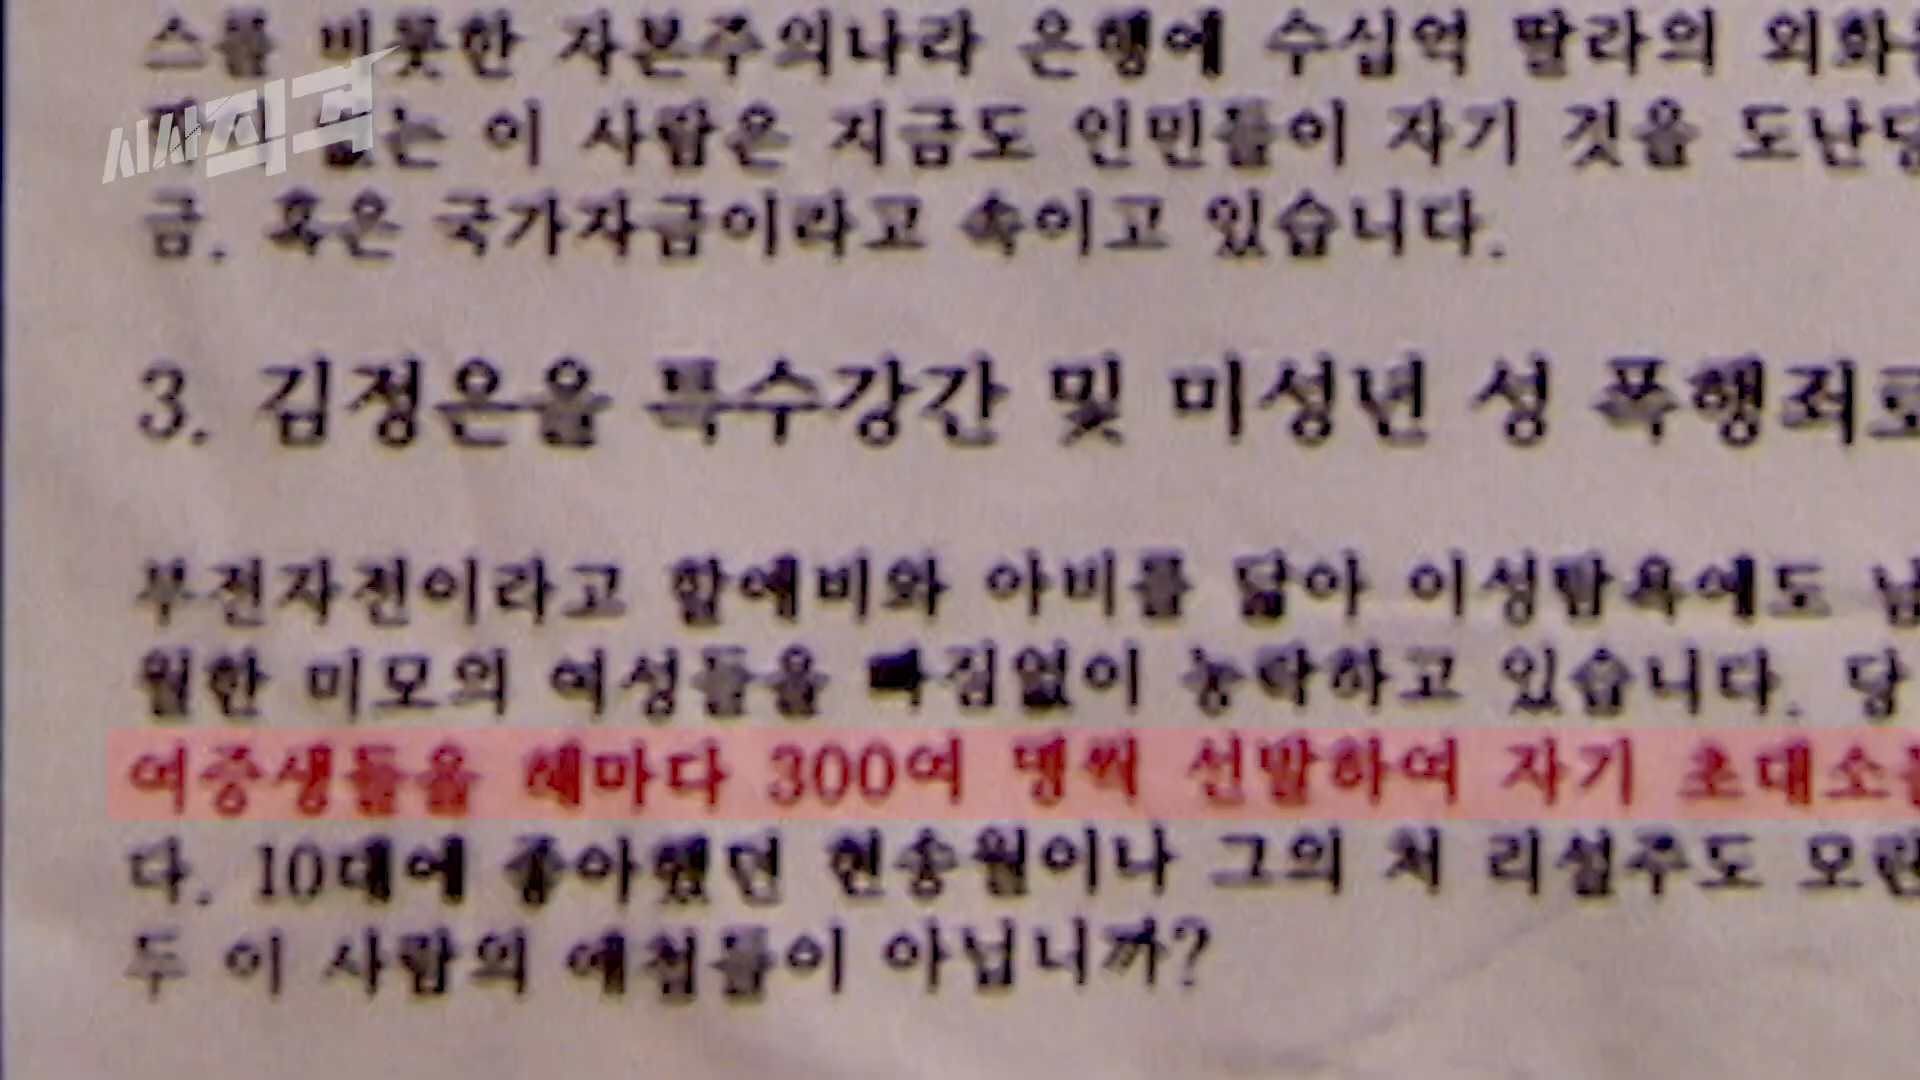 스를 비롯한 자본주의나라 은행에 수십억 딸라의 외화
시사직격
없는 이 사람은 지금도 인민들이 자기 것을 도난당
금. 혹은 국가자금이라고 속이고 있습니다.
3. 김정은을 특수강간 및 미성년 성 폭행죄로
부전자전이라고 할애비와 아비를 닮아 이성탐욕에도 남
월한 미모의 여성들을 빠짐없이 농락하고 있습니다. 당
여중생들을 해마다 300여 명씩 선발하여 자기 초대소
다. 10대에 좋아했던 현송월이나 그의 처 리설주도 모란
두 이 사람의 애첩들이 아닙니까?